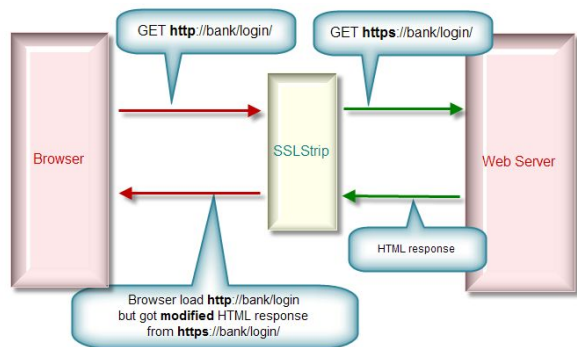 GET http://bank/login/
GET https://bank/login/
Browser
SSLStrip
Web Server
HTML response
Browser load http://bank/login
but got modified HTML response
from https://bank/login/